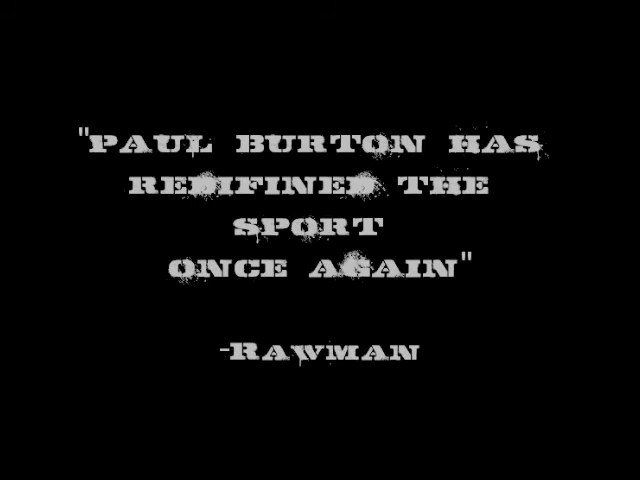 "PAUL BURTON HAS
REDIFINED THE
SPORT
ONCE AGAIN"
-RAWMAN